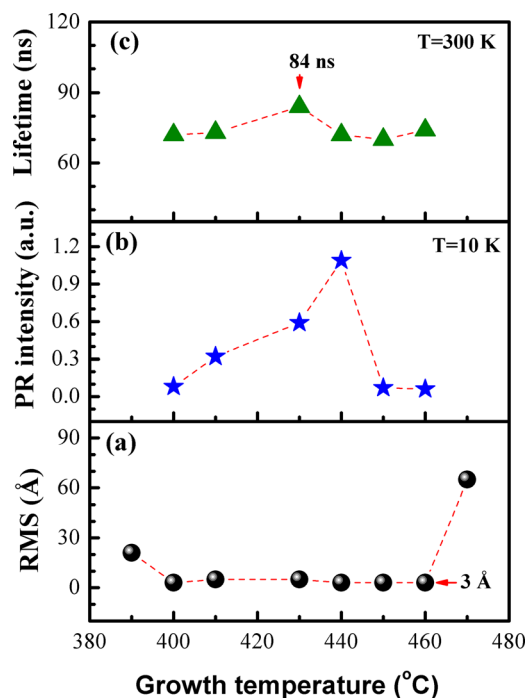 120
90
60
Lifetime (ns)
(c)
T=300 K
84 ns
1.2
0.9
0.6
0.3
0.0
PR intensity (a.u.)
(b)
T=10 K
90
60
30
0
RMS (Å)
(a)
3 Å
380 400 420 440 460 480
Growth temperature (°C)